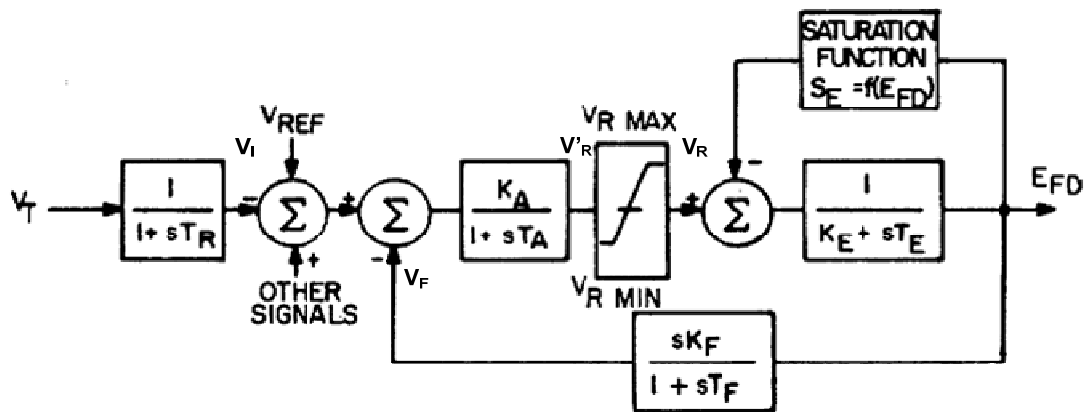 SATURATION
FUNCTION
S_E = f(E_FD)
V_REF
V_I
V'_R
V_R MAX
V_R
V_T
1
1 + sT_R
-
Σ
+
+
Σ
-
K_A
1 + sT_A
+
Σ
-
1
K_E + sT_E
E_FD
OTHER
SIGNALS
V_F
V_R MIN
sK_F
1 + sT_F